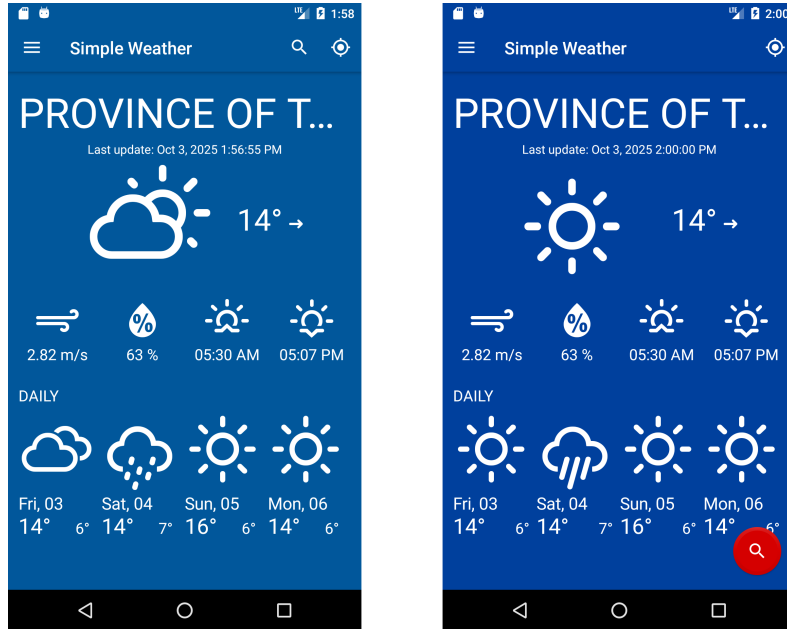 LTE 1:58
Simple Weather
PROVINCE OF T...
Last update: Oct 3, 2025 1:56:55 PM
14° →
%
2.82 m/s 63 % 05:30 AM 05:07 PM
DAILY
Fri, 03 Sat, 04 Sun, 05 Mon, 06
14° 6° 14° 7° 16° 6° 14° 6°
LTE 2:00
Simple Weather
PROVINCE OF T...
Last update: Oct 3, 2025 2:00:00 PM
14° →
%
2.82 m/s 63 % 05:30 AM 05:07 PM
DAILY
Fri, 03 Sat, 04 Sun, 05 Mon, 06
14° 6° 14° 7° 16° 6° 14° 6°